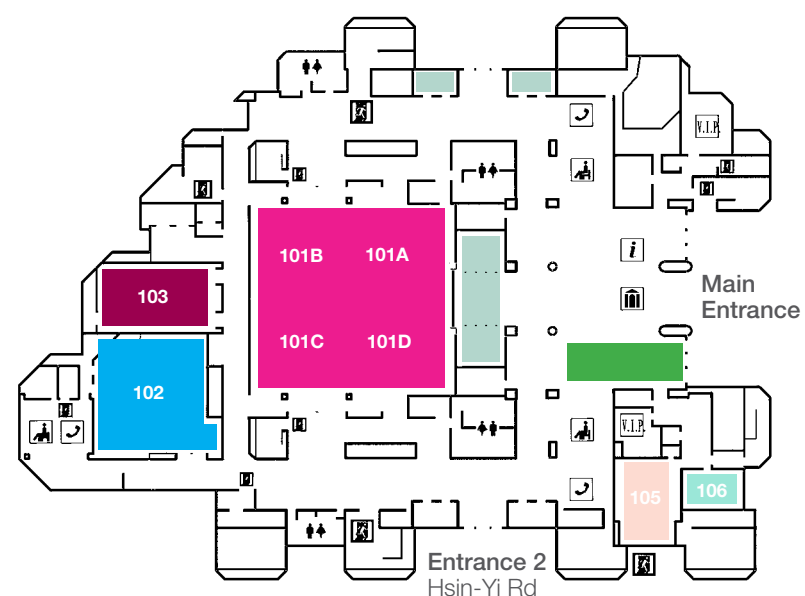 V.I.P.
101B 101A
i
103
Main
Entrance
101C 101D
102
V.I.P.
105
106
Entrance 2
Hsin-Yi Rd